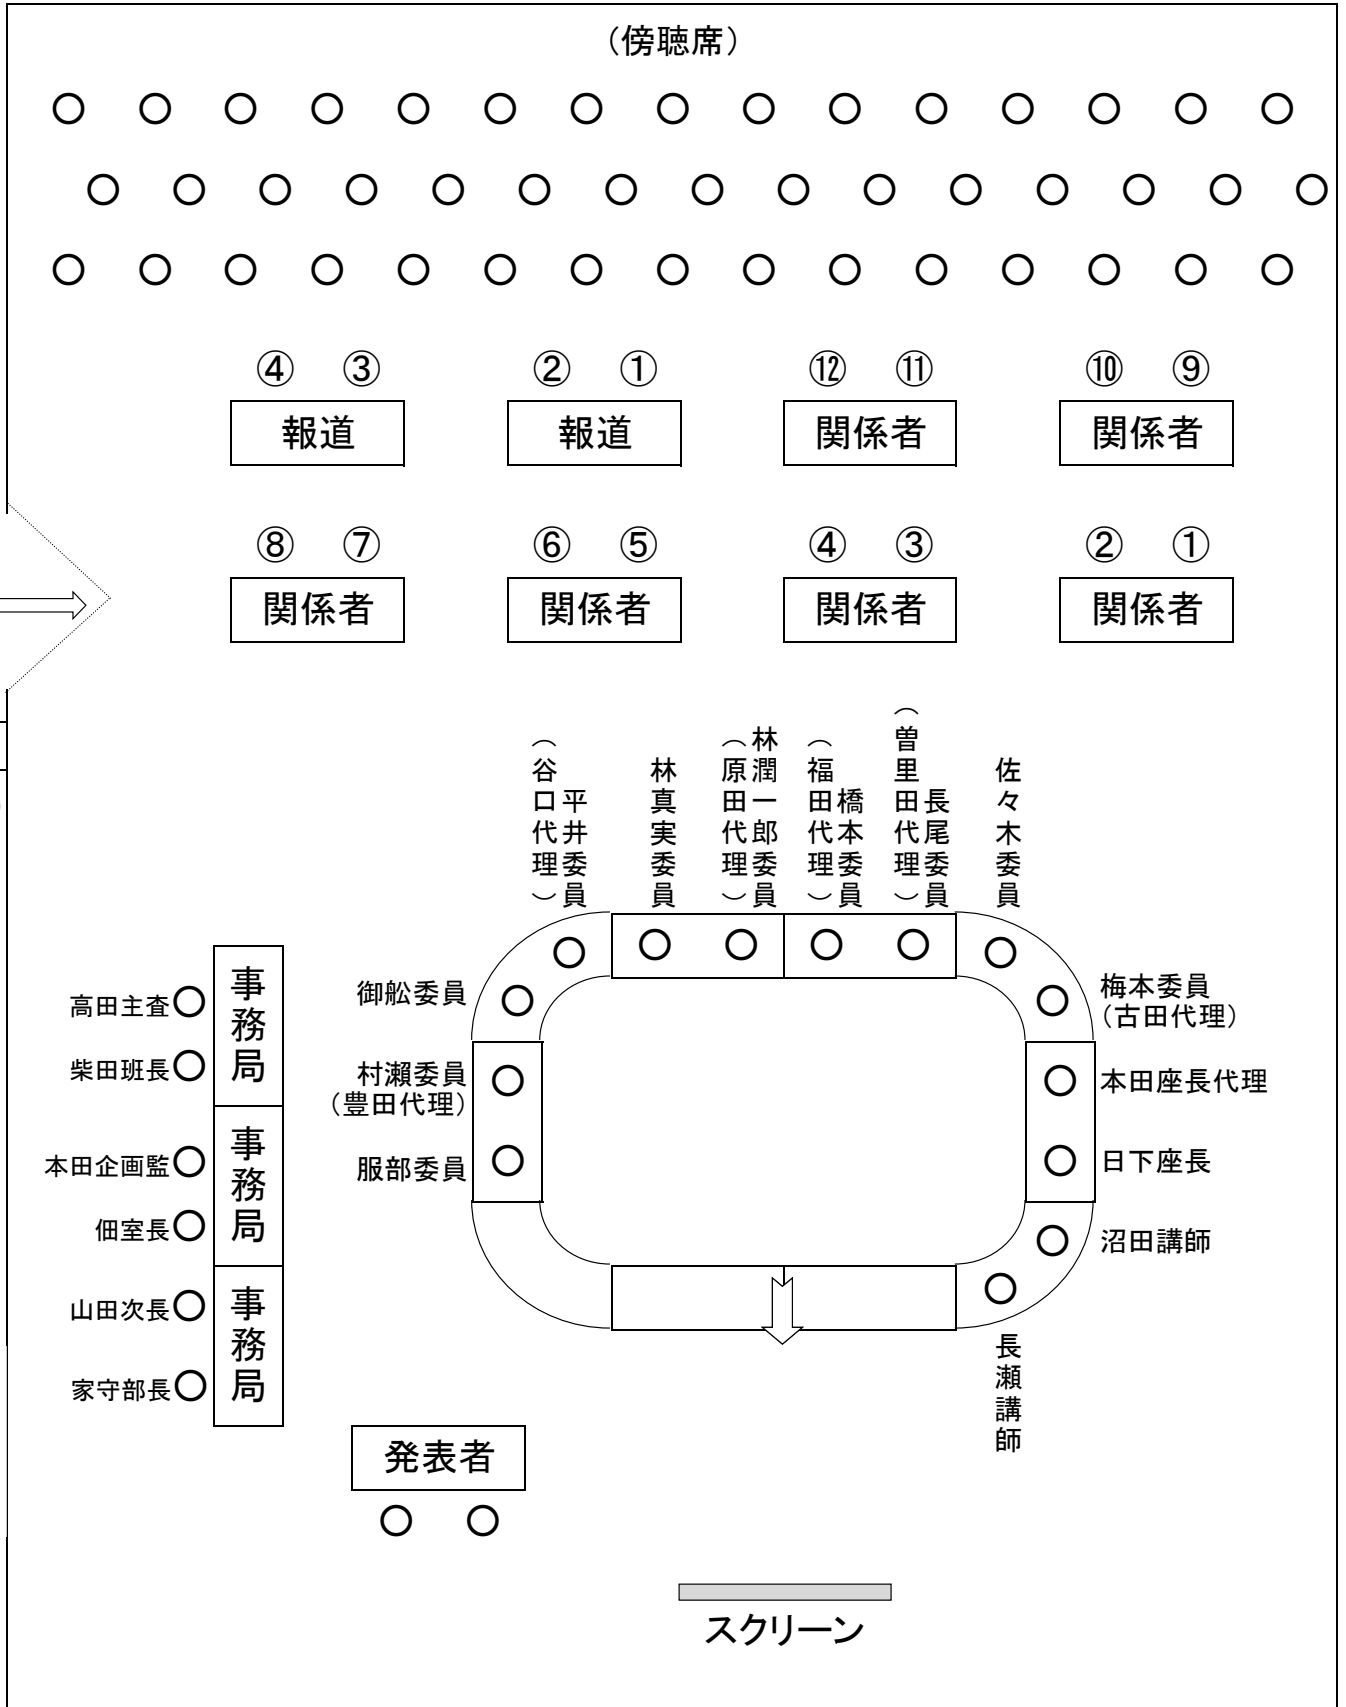 （傍聴席）
④ ③ ② ① ⑫ ⑪ ⑩ ⑨
報道 報道 関係者 関係者
⑧ ⑦ ⑥ ⑤ ④ ③ ② ①
関係者 関係者 関係者 関係者
平井委員
（谷口代理）
林真実委員
林潤一郎委員
（原田代理）
橋本委員
（福田代理）
長尾委員
（曽里田代理）
佐々木委員
御舩委員
村瀬委員
（豊田代理）
服部委員
梅本委員
（古田代理）
本田座長代理
日下座長
沼田講師
長瀬講師
事務局
高田主査
柴田班長
事務局
本田企画監
佃室長
事務局
山田次長
家守部長
発表者
スクリーン